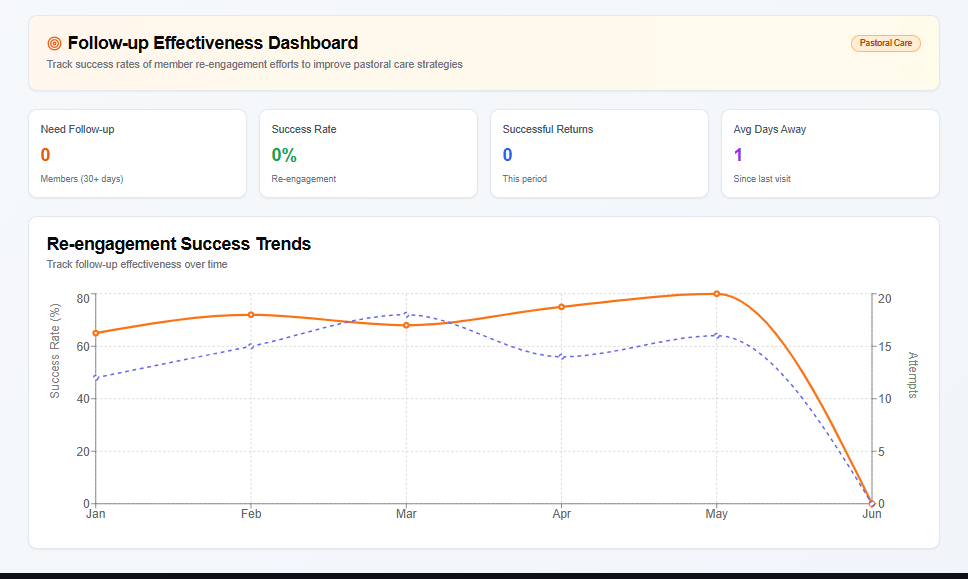 Follow-up Effectiveness Dashboard
Pastoral Care
Track success rates of member re-engagement efforts to improve pastoral care strategies
Need Follow-up
0
Members (30+ days)
Success Rate
0%
Re-engagement
Successful Returns
0
This period
Avg Days Away
1
Since last visit
Re-engagement Success Trends
Track follow-up effectiveness over time
Success Rate (%)
80
60
40
20
0
20
15
10
5
0
Attempts
Jan Feb Mar Apr May Jun